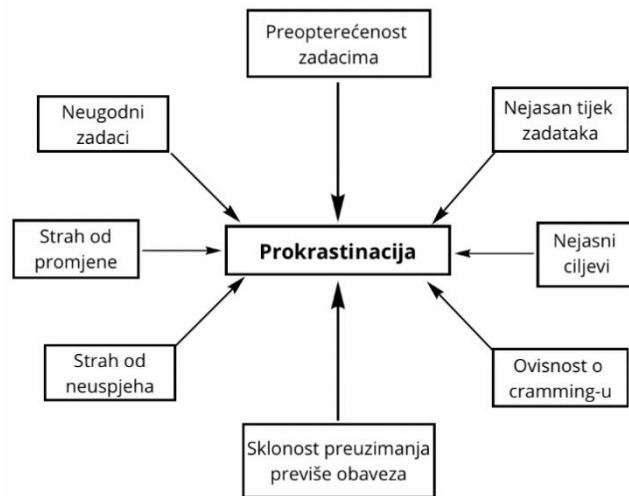 Preopterećenost
zadacima
Neugodni
zadaci
Nejasan tijek
zadataka
Strah od
promjene
Prokrastinacija
Nejasni
ciljevi
Strah od
neuspjeha
Ovisnost o
cramming-u
Sklonost preuzimanja
previše obaveza